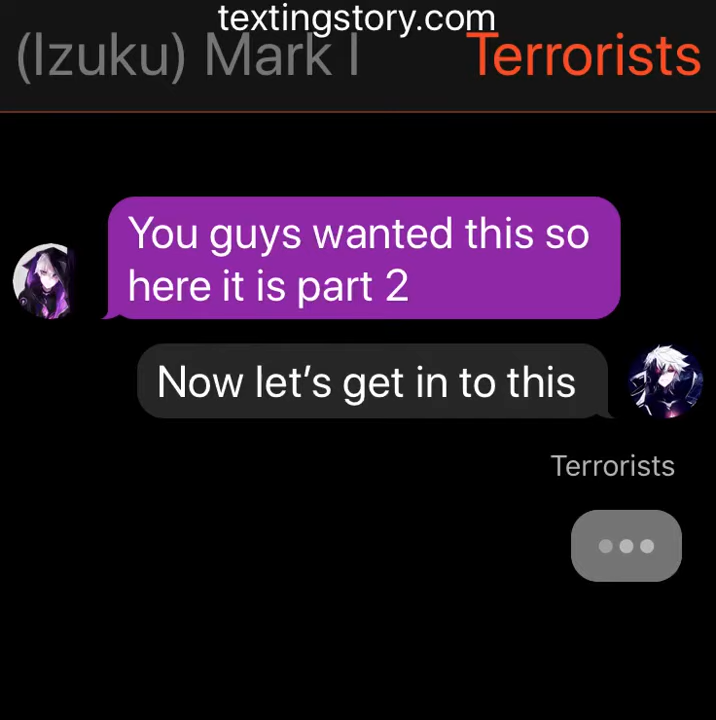 textingstory.com
(Izuku) Mark I Terrorists
You guys wanted this so
here it is part 2
Now let’s get in to this
Terrorists